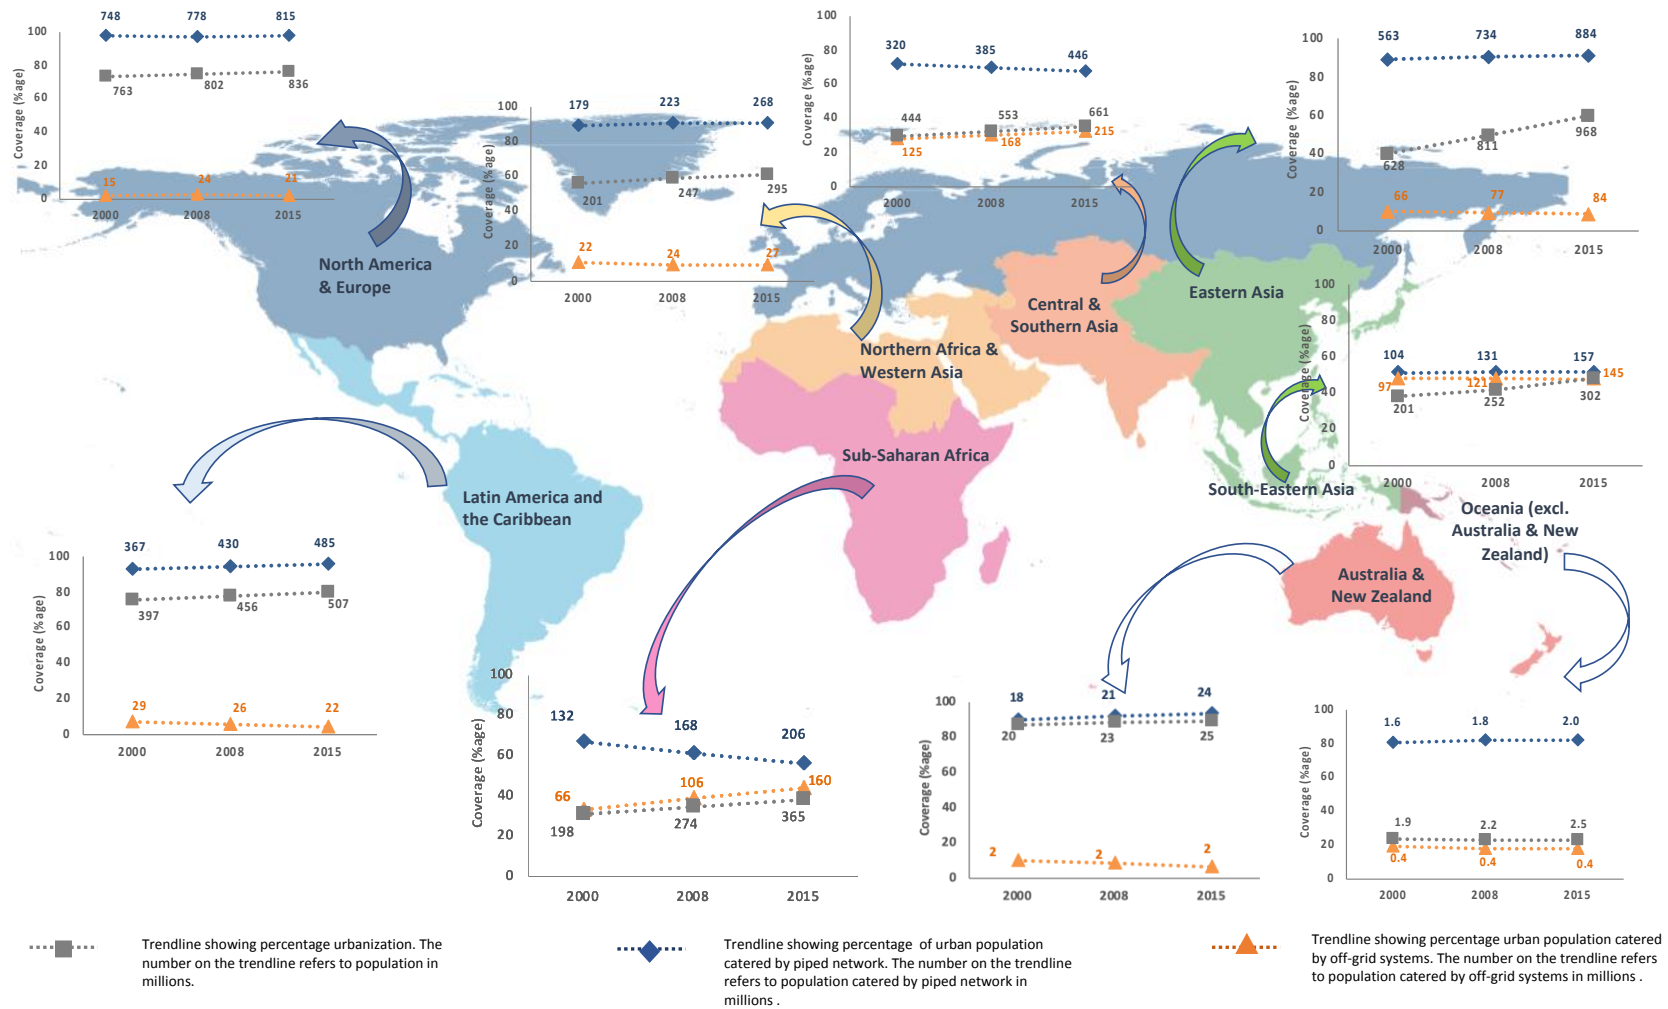 748 778 815
100
80
60
40
20
0
Coverage (%age)
763 802 836
15 24 21
2000 2008 2015
North America
& Europe
179 223 268
100
80
60
40
20
0
Coverage (%age)
201 247 295
22 24 27
2000 2008 2015
Northern Africa &
Western Asia
320 385 446
100
80
60
40
20
0
Coverage (%age)
444 553 661
125 168 215
2000 2008 2015
Central &
Southern Asia
563 734 884
100
80
60
40
20
0
Coverage (%age)
628 811 968
66 77 84
2000 2008 2015
Eastern Asia
100
80
60
40
20
0
Coverage (%age)
104 131 157
97 121 145
201 252 302
2000 2008 2015
South-Eastern Asia
Sub-Saharan Africa
Latin America and
the Caribbean
Oceania (excl.
Australia & New
Zealand)
Australia &
New Zealand
367 430 485
100
80
60
40
20
0
Coverage (%age)
397 456 507
29 26 22
2000 2008 2015
100
80
60
40
20
0
Coverage (%age)
132 168 206
66 106 160
198 274 365
2000 2008 2015
18 21 24
100
80
60
40
20
0
Coverage (%age)
20 23 25
2 2 2
2000 2008 2015
100
80
60
40
20
0
Coverage (%age)
1.6 1.8 2.0
1.9 2.2 2.5
0.4 0.4 0.4
2000 2008 2015
Trendline showing percentage urbanization. The
number on the trendline refers to population in
millions.
Trendline showing percentage of urban population
catered by piped network. The number on the trendline
refers to population catered by piped network in
millions .
Trendline showing percentage urban population catered
by off-grid systems. The number on the trendline refers
to population catered by off-grid systems in millions .